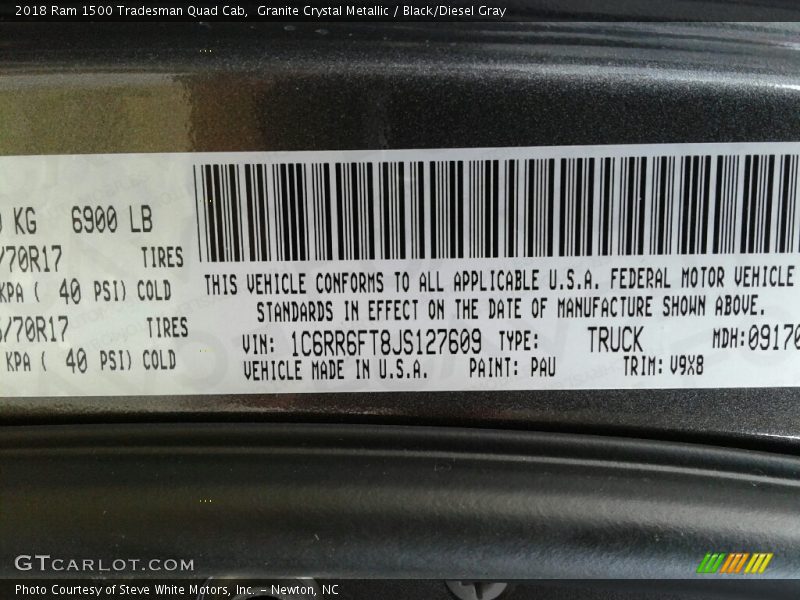 2018 Ram 1500 Tradesman Quad Cab,  Granite Crystal Metallic / Black/Diesel Gray
KG 6900 LB
/70R17 TIRES
KPA ( 40 PSI) COLD
/70R17 TIRES
KPA ( 40 PSI) COLD
THIS VEHICLE CONFORMS TO ALL APPLICABLE U.S.A. FEDERAL MOTOR VEHICLE
STANDARDS IN EFFECT ON THE DATE OF MANUFACTURE SHOWN ABOVE.
VIN: 1C6RR6FT8JS127609 TYPE: TRUCK MDH:09170
VEHICLE MADE IN U.S.A. PAINT: PAU TRIM: V9X8
GTCARLOT.COM
Photo Courtesy of Steve White Motors, Inc. – Newton, NC